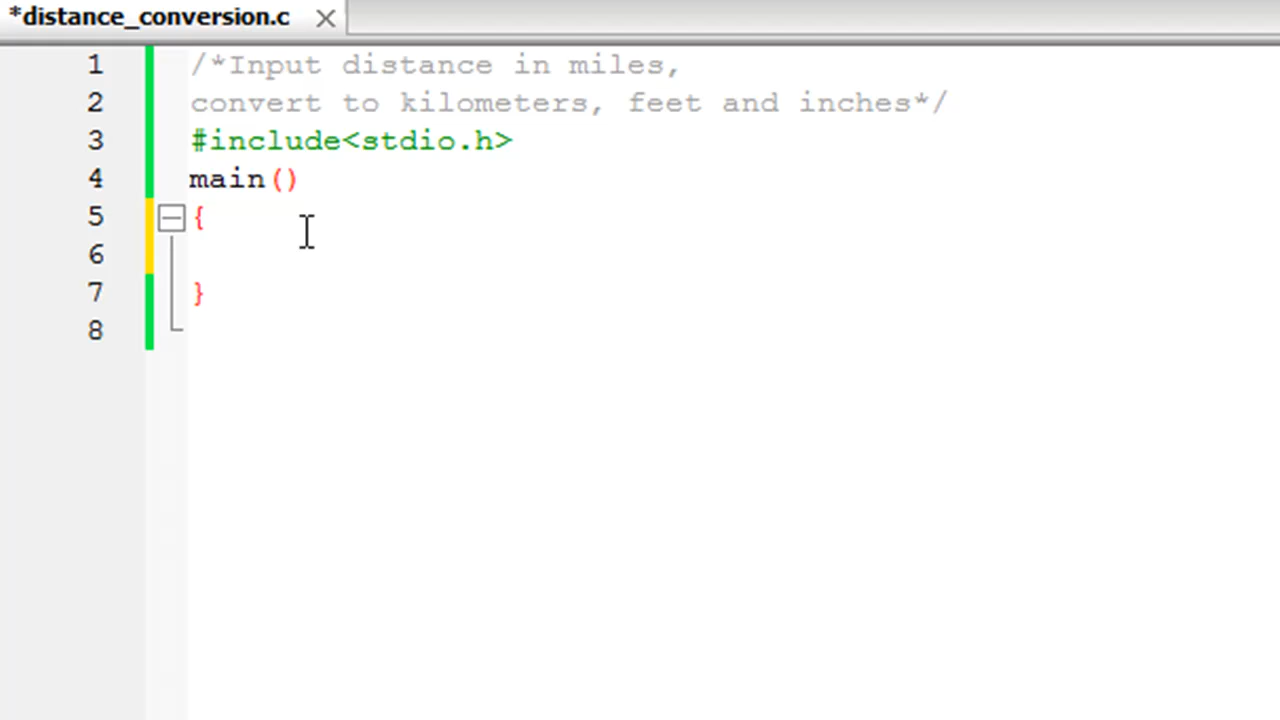 *distance_conversion.c
1 /*Input distance in miles,
2 convert to kilometers, feet and inches*/
3 #include<stdio.h>
4 main()
5 {
6
7 }
8